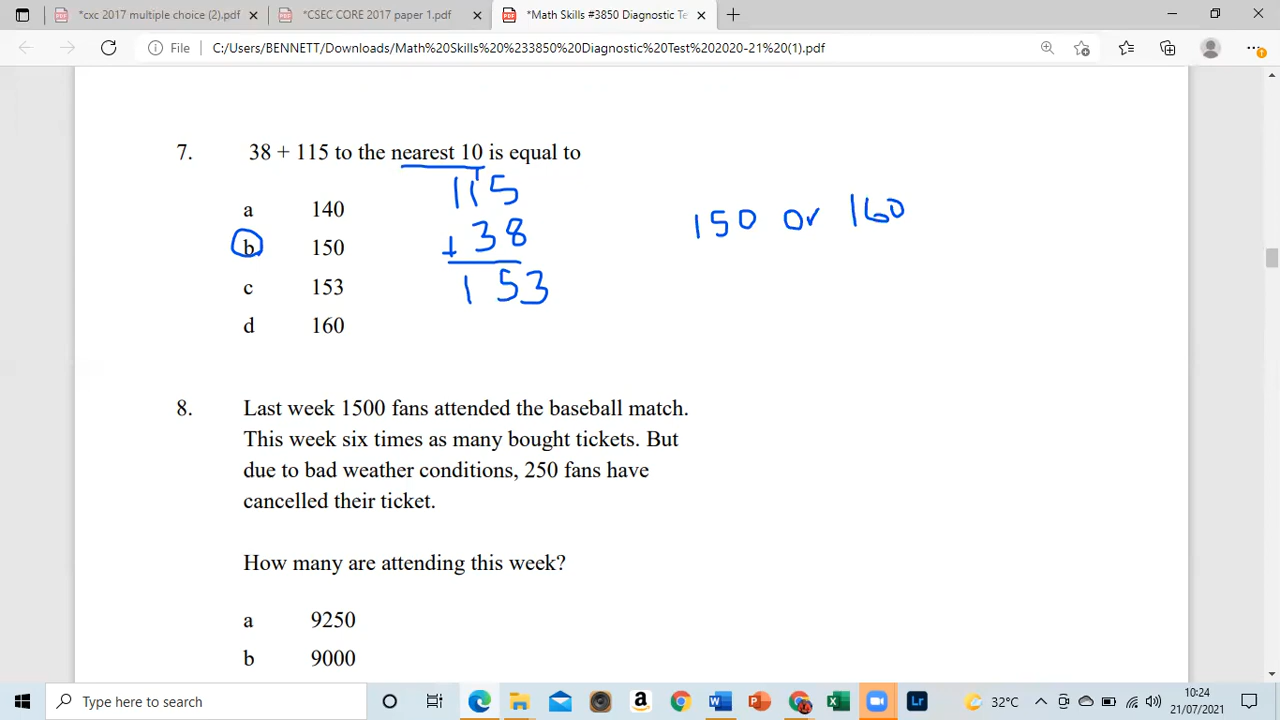 *cxc 2017 multiple choice (2).pdf
*CSEC CORE 2017 paper 1.pdf
*Math Skills #3850 Diagnostic Te
File
C:/Users/BENNETT/Downloads/Math%20Skills%20%233850%20Diagnostic%20Test%202020-21%20(1).pdf
7. 38 + 115 to the nearest 10 is equal to
a 140
b 150
c 153
d 160
1
115
+ 38
153
150 or 160
8. Last week 1500 fans attended the baseball match.
This week six times as many bought tickets. But
due to bad weather conditions, 250 fans have
cancelled their ticket.
How many are attending this week?
a 9250
b 9000
Type here to search
32°C
10:24
21/07/2021